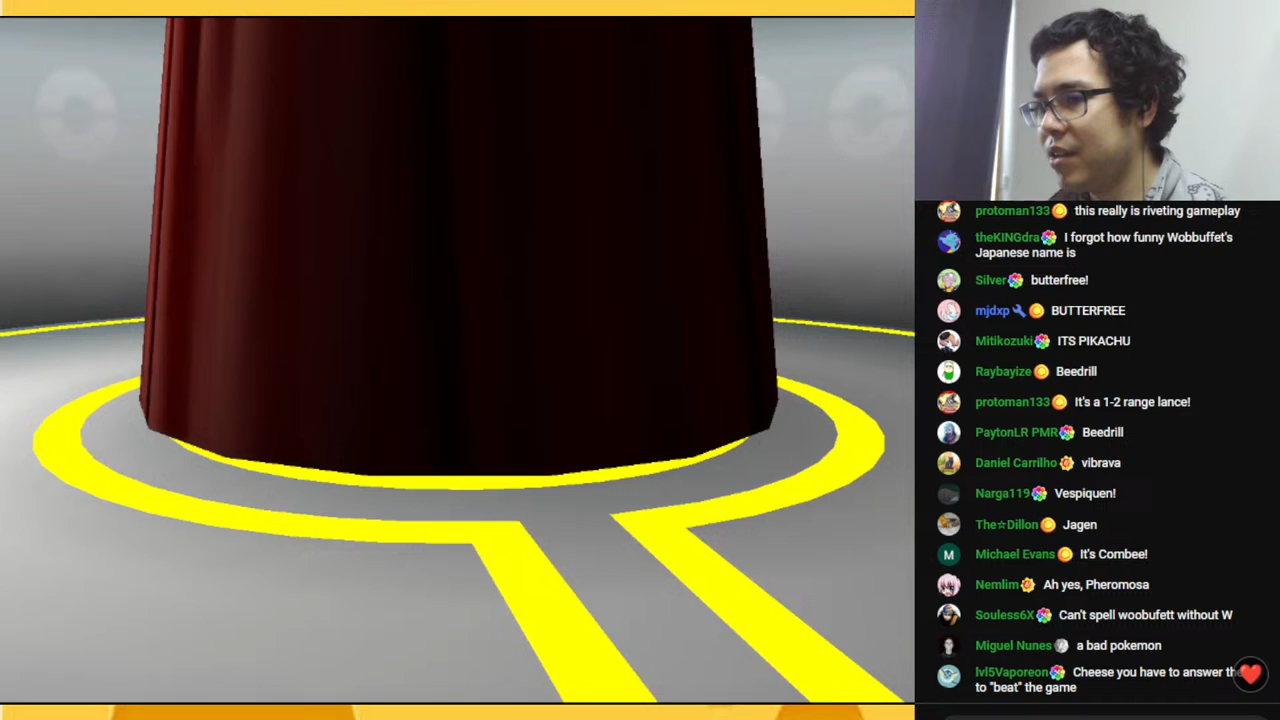 protoman133 this really is riveting gameplay
theKINGdra I forgot how funny Wobbuffet's
Japanese name is
Silver butterfree!
mjdxp BUTTERFREE
Mitikozuki ITS PIKACHU
Raybayize Beedrill
protoman133 It's a 1-2 range lance!
PaytonLR PMR Beedrill
Daniel Carrilho vibrava
Narga119 Vespiquen!
The☆Dillon Jagen
M
Michael Evans It's Combee!
Nemlim Ah yes, Pheromosa
Souless6X Can't spell woobufett without W
Miguel Nunes a bad pokemon
lvl5Vaporeon Cheese you have to answer
to "beat" the game